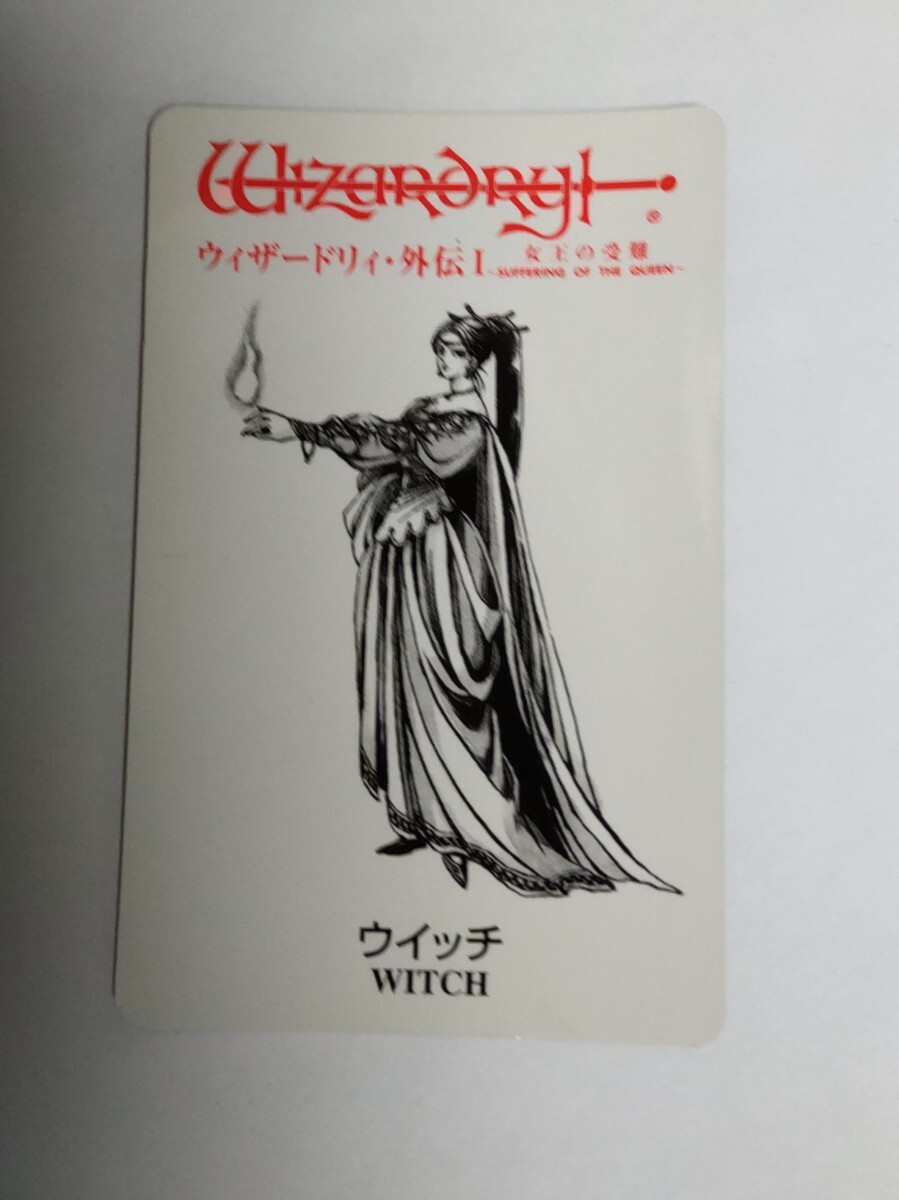 Wizardry
®
ウィザードリィ・外伝 I 女王の受難
~SUFFERING OF THE QUEEN~
ウイッチ
WITCH